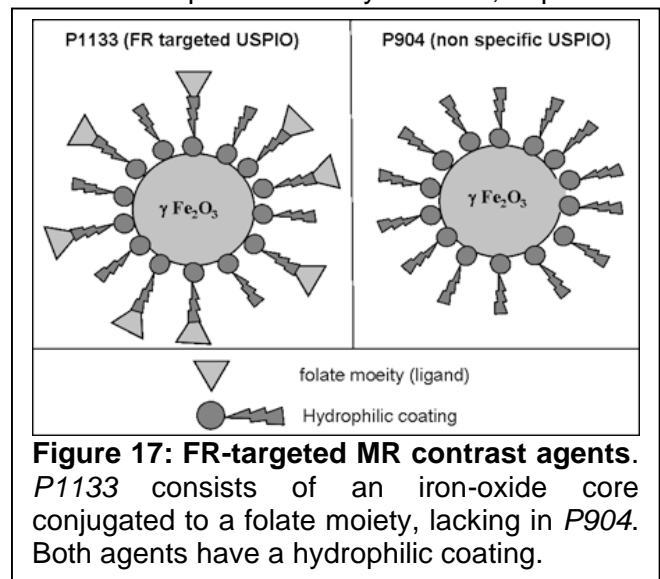 P1133 (FR targeted USPIO)
P904 (non specific USPIO)
γ Fe₂O₃
γ Fe₂O₃
folate moeity (ligand)
Hydrophilic coating
Figure 17: FR-targeted MR contrast agents.
P1133 consists of an iron-oxide core
conjugated to a folate moiety, lacking in P904.
Both agents have a hydrophilic coating.